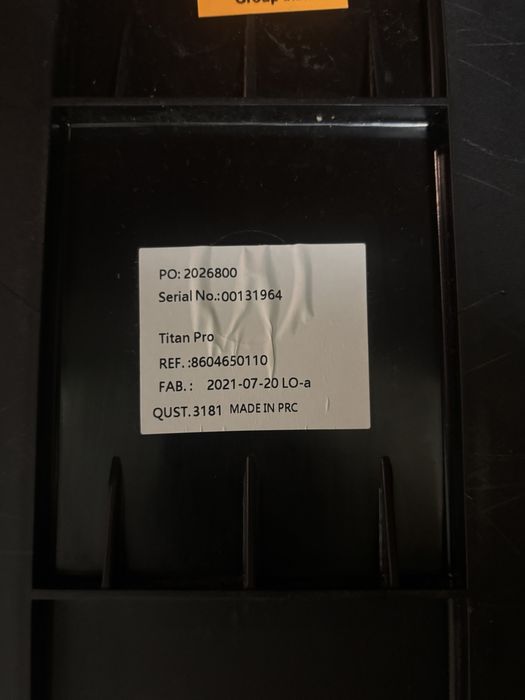 Group
PO: 2026800
Serial No.:00131964
Titan Pro
REF. :8604650110
FAB. : 2021-07-20 LO-a
QUST. 3181 MADE IN PRC